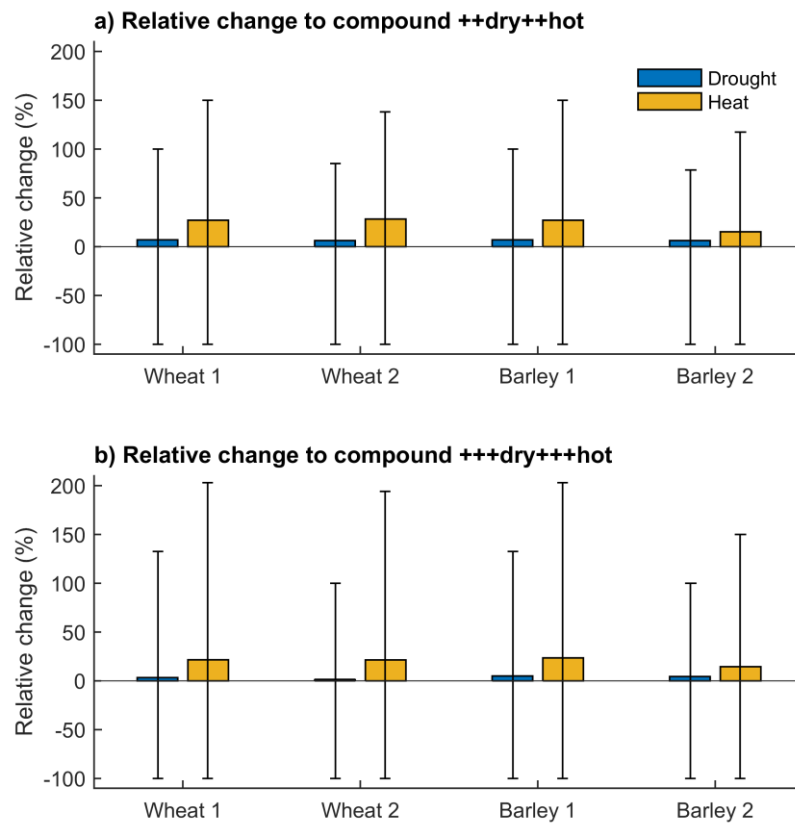 a) Relative change to compound ++dry++hot
200
150
100
50
0
-50
-100
Relative change (%)
Drought
Heat
Wheat 1 Wheat 2 Barley 1 Barley 2
b) Relative change to compound +++dry+++hot
200
150
100
50
0
-50
-100
Relative change (%)
Wheat 1 Wheat 2 Barley 1 Barley 2